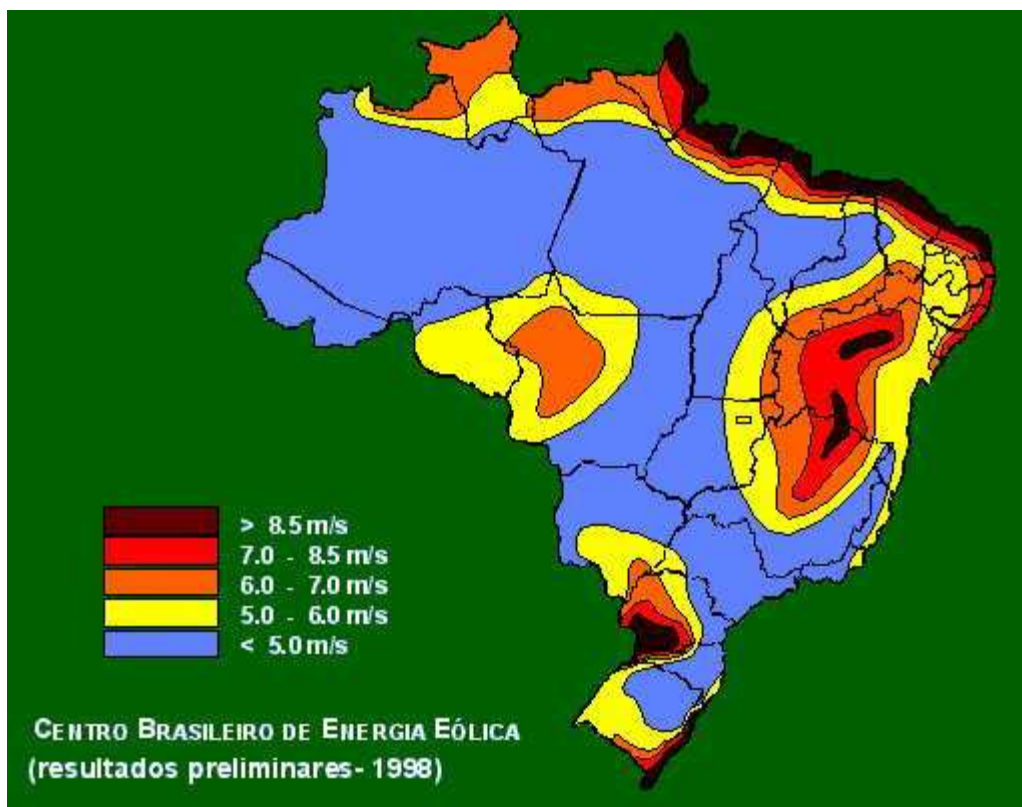 > 8.5 m/s
7.0 - 8.5 m/s
6.0 - 7.0 m/s
5.0 - 6.0 m/s
< 5.0 m/s
CENTRO BRASILEIRO DE ENERGIA EÓLICA
(resultados preliminares- 1998)